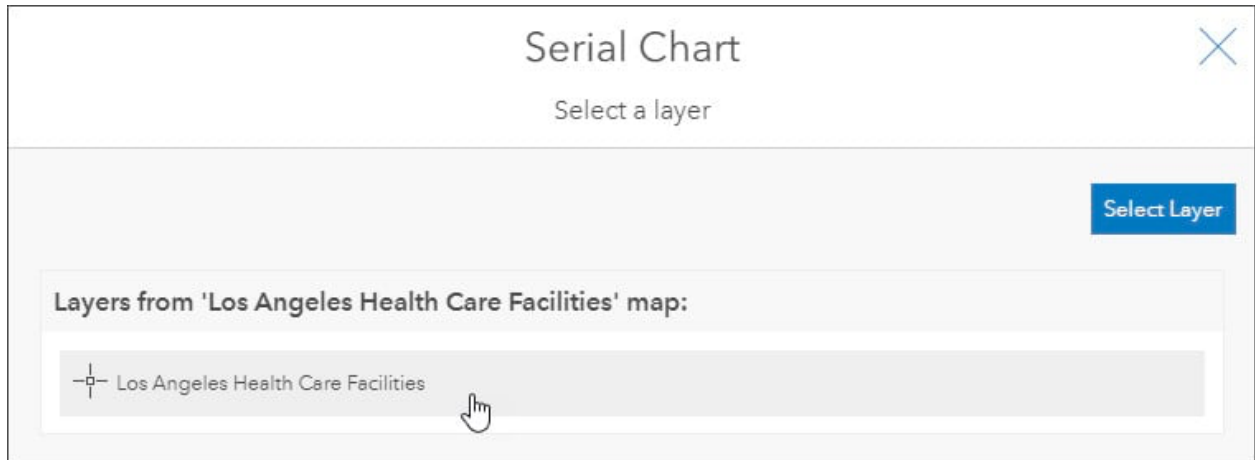 Serial Chart
Select a layer
Select Layer
Layers from 'Los Angeles Health Care Facilities' map:
Los Angeles Health Care Facilities